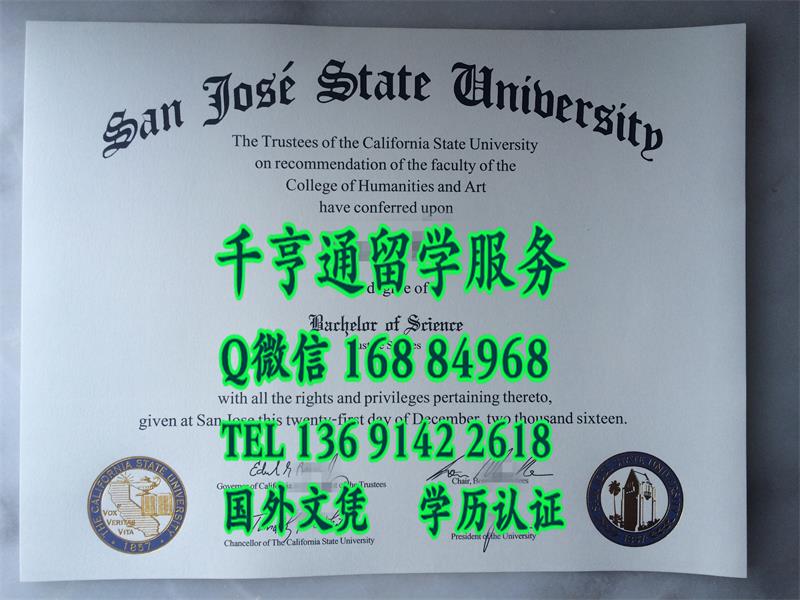 San José State University
The Trustees of the California State University
on recommendation of the faculty of the
College of Humanities and Art
have conferred upon
千亨通留学服务
degree of
Bachelor of Science
Q微信 168 84968
with all the rights and privileges pertaining thereto,
given at San Jose this twenty-first day of December, two thousand sixteen.
TEL 136 9142 2618
Governor of California
of the Trustees
Chair,
国外文凭 学历认证
Chancellor of The California State University
President of the University
THE CALIFORNIA STATE UNIVERSITY
VOX
VERITAS
VITA
1857